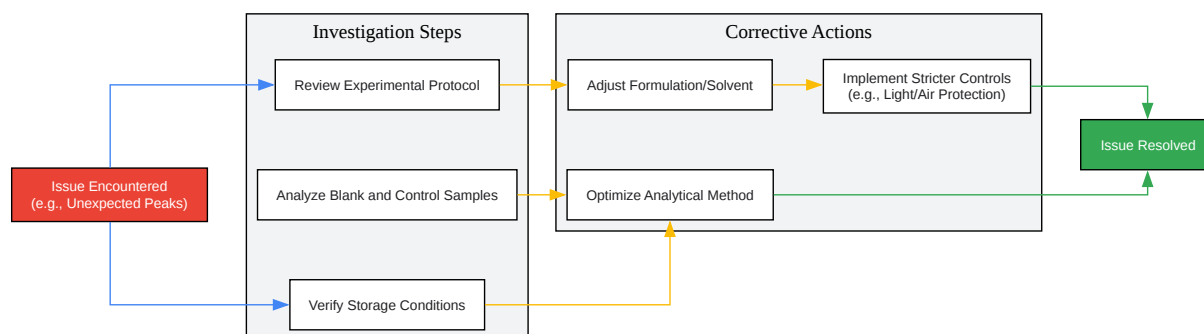 Investigation Steps
Corrective Actions
Review Experimental Protocol
Adjust Formulation/Solvent
Implement Stricter Controls
(e.g., Light/Air Protection)
Issue Encountered
(e.g., Unexpected Peaks)
Analyze Blank and Control Samples
Optimize Analytical Method
Issue Resolved
Verify Storage Conditions